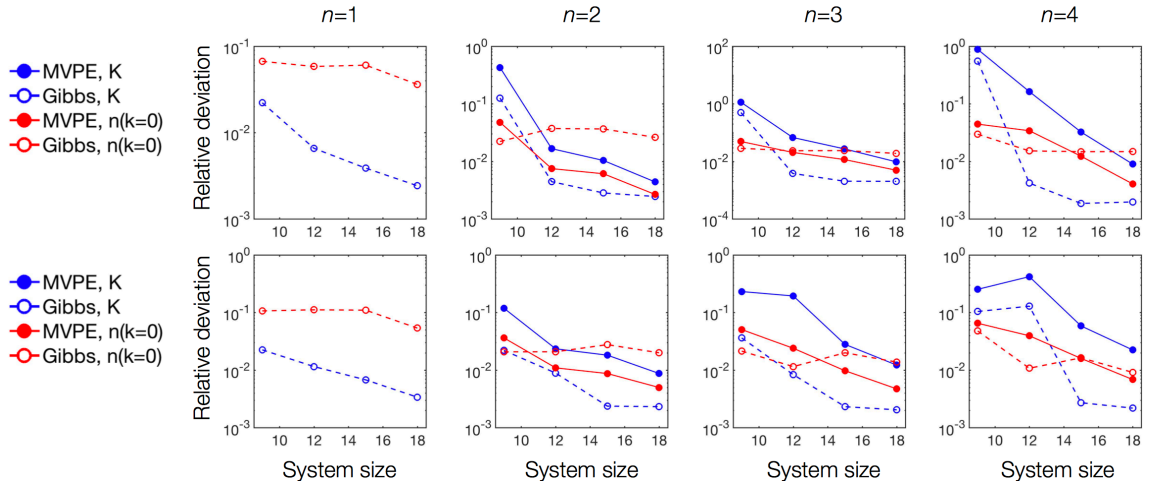 n=1 n=2 n=3 n=4
MVPE, K
Gibbs, K
MVPE, n(k=0)
Gibbs, n(k=0)
Relative deviation
10^-1
10^-2
10^-3
10 12 14 16 18
10^0
10^-1
10^-2
10^-3
10 12 14 16 18
10^2
10^0
10^-2
10^-4
10 12 14 16 18
10^0
10^-1
10^-2
10^-3
10 12 14 16 18
MVPE, K
Gibbs, K
MVPE, n(k=0)
Gibbs, n(k=0)
Relative deviation
10^0
10^-1
10^-2
10^-3
10 12 14 16 18
10^0
10^-1
10^-2
10^-3
10 12 14 16 18
10^0
10^-1
10^-2
10^-3
10 12 14 16 18
10^0
10^-1
10^-2
10^-3
10 12 14 16 18
System size System size System size System size